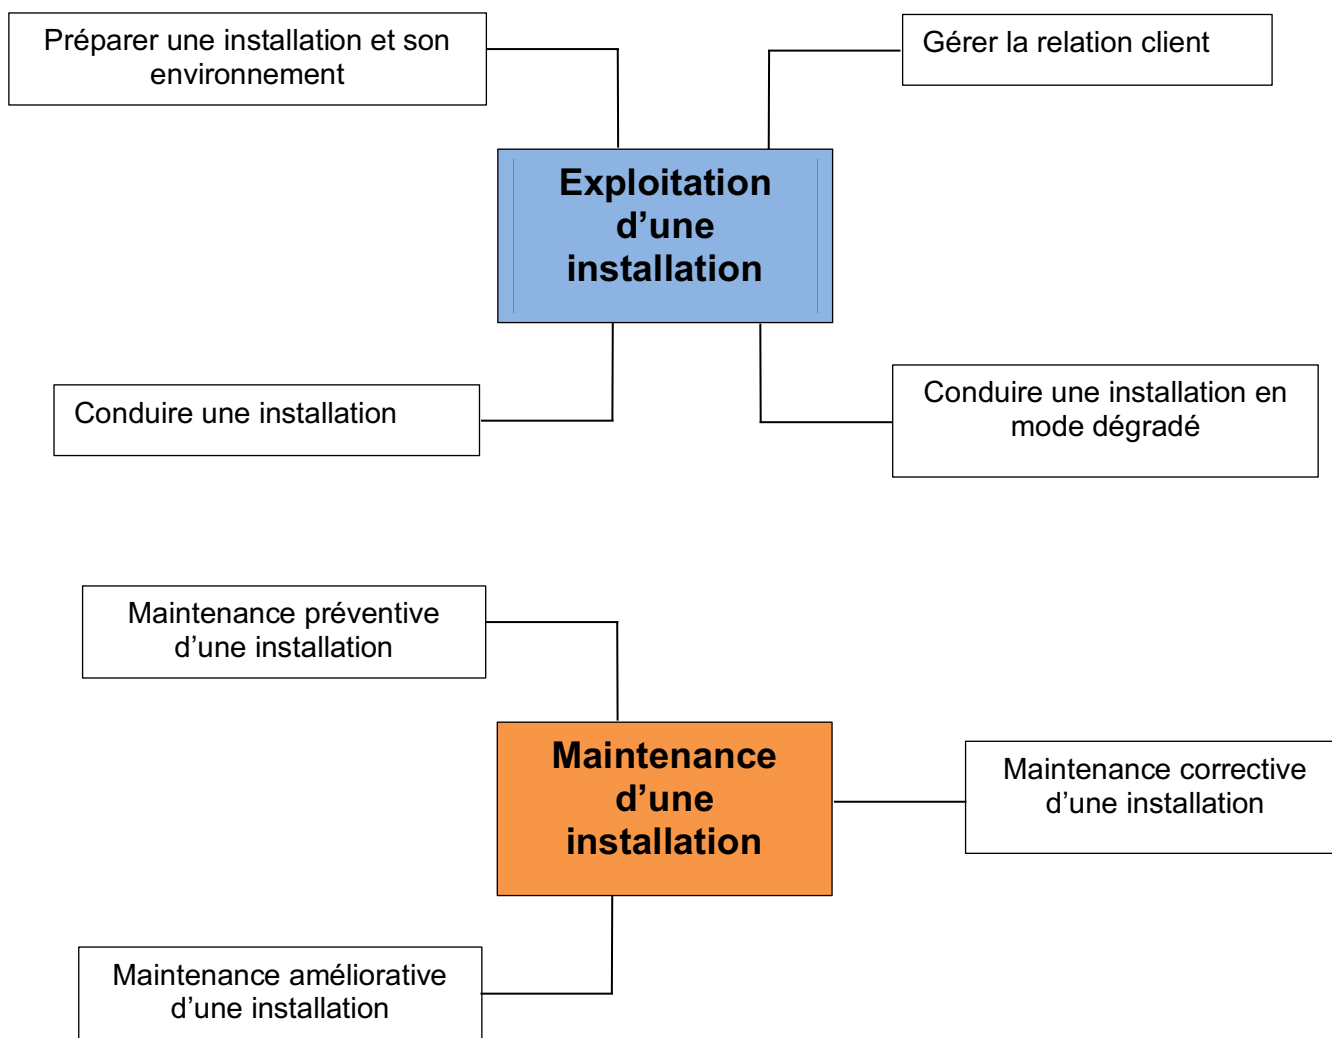 Préparer une installation et son
environnement
Gérer la relation client
Exploitation
d’une
installation
Conduire une installation
Conduire une installation en
mode dégradé
Maintenance préventive
d’une installation
Maintenance
d’une
installation
Maintenance corrective
d’une installation
Maintenance améliorative
d’une installation